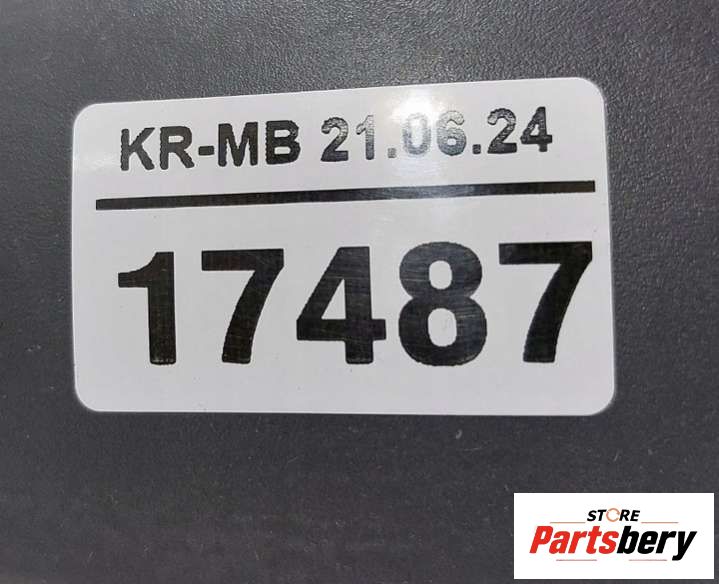 KR-MB 21.06.24
17487
STORE
Partsbery